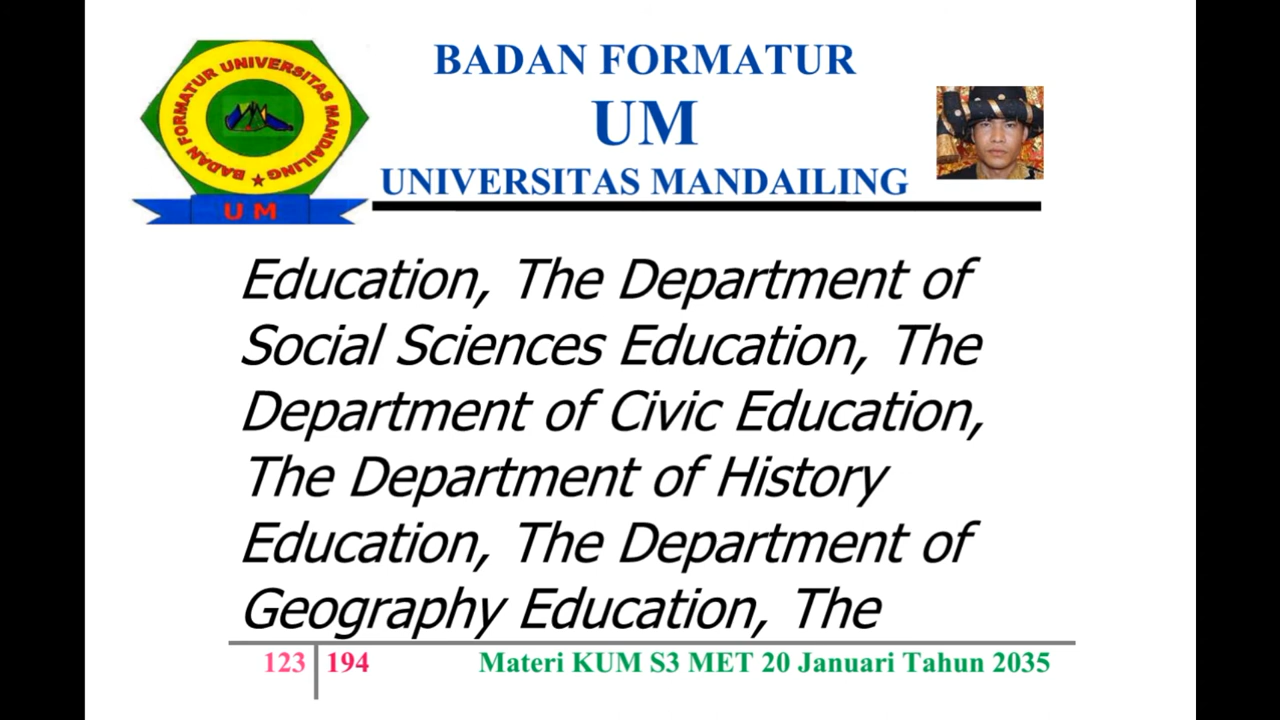 BADAN FORMATUR UNIVERSITAS MANDAILING
U M
BADAN FORMATUR
UM
UNIVERSITAS MANDAILING
Education, The Department of
Social Sciences Education, The
Department of Civic Education,
The Department of History
Education, The Department of
Geography Education, The
123 194 Materi KUM S3 MET 20 Januari Tahun 2035